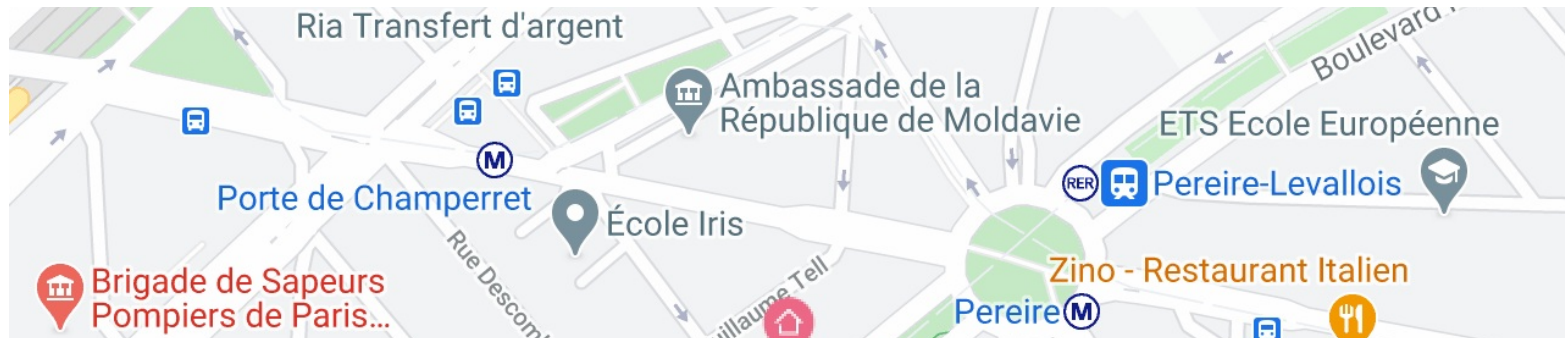 Ria Transfert d'argent
Boulevard
Ambassade de la
République de Moldavie
ETS Ecole Européenne
M
RER
Pereire-Levallois
Porte de Champerret
École Iris
Rue Descomb
uillaume Tell
Zino - Restaurant Italien
Brigade de Sapeurs
Pompiers de Paris...
Pereire M